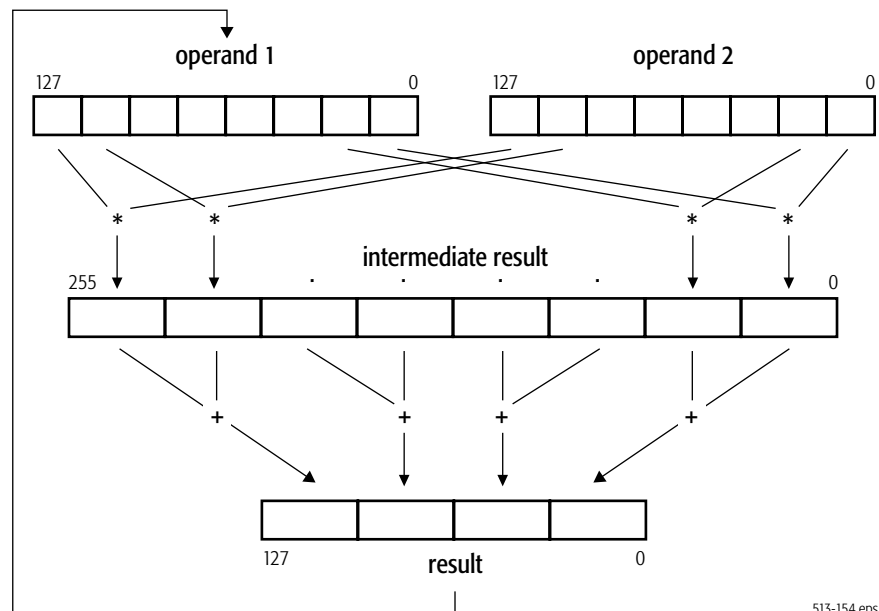 operand 1
operand 2
127 0
127 0
* * * *
intermediate result
. . . .
255 0
+ + + +
127 0
result
513-154.eps